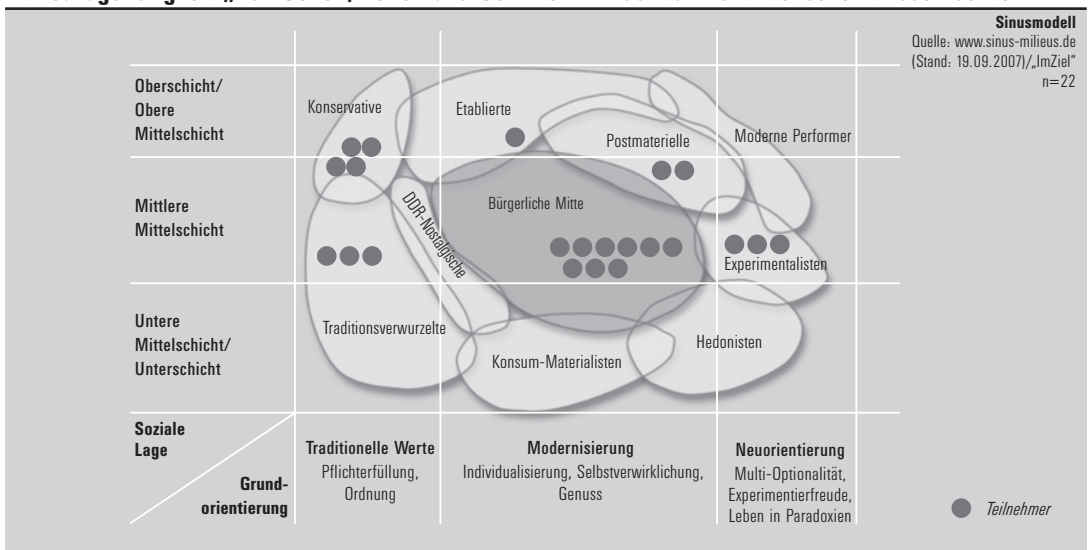 Sinusmodell
Quelle: www.sinus-milieus.de
(Stand: 19.09.2007)/„ImZiel“
n=22
Oberschicht/
Obere
Mittelschicht
Konservative
Etablierte
Postmaterielle
Moderne Performer
Mittlere
Mittelschicht
DDR-Nostalgische
Bürgerliche Mitte
Experimentalisten
Untere
Mittelschicht/
Unterschicht
Traditionsverwurzelte
Konsum-Materialisten
Hedonisten
Soziale
Lage
Grund-
orientierung
Traditionelle Werte
Pflichterfüllung,
Ordnung
Modernisierung
Individualisierung, Selbstverwirklichung,
Genuss
Neuorientierung
Multi-Optionalität,
Experimentierfreude,
Leben in Paradoxien
Teilnehmer